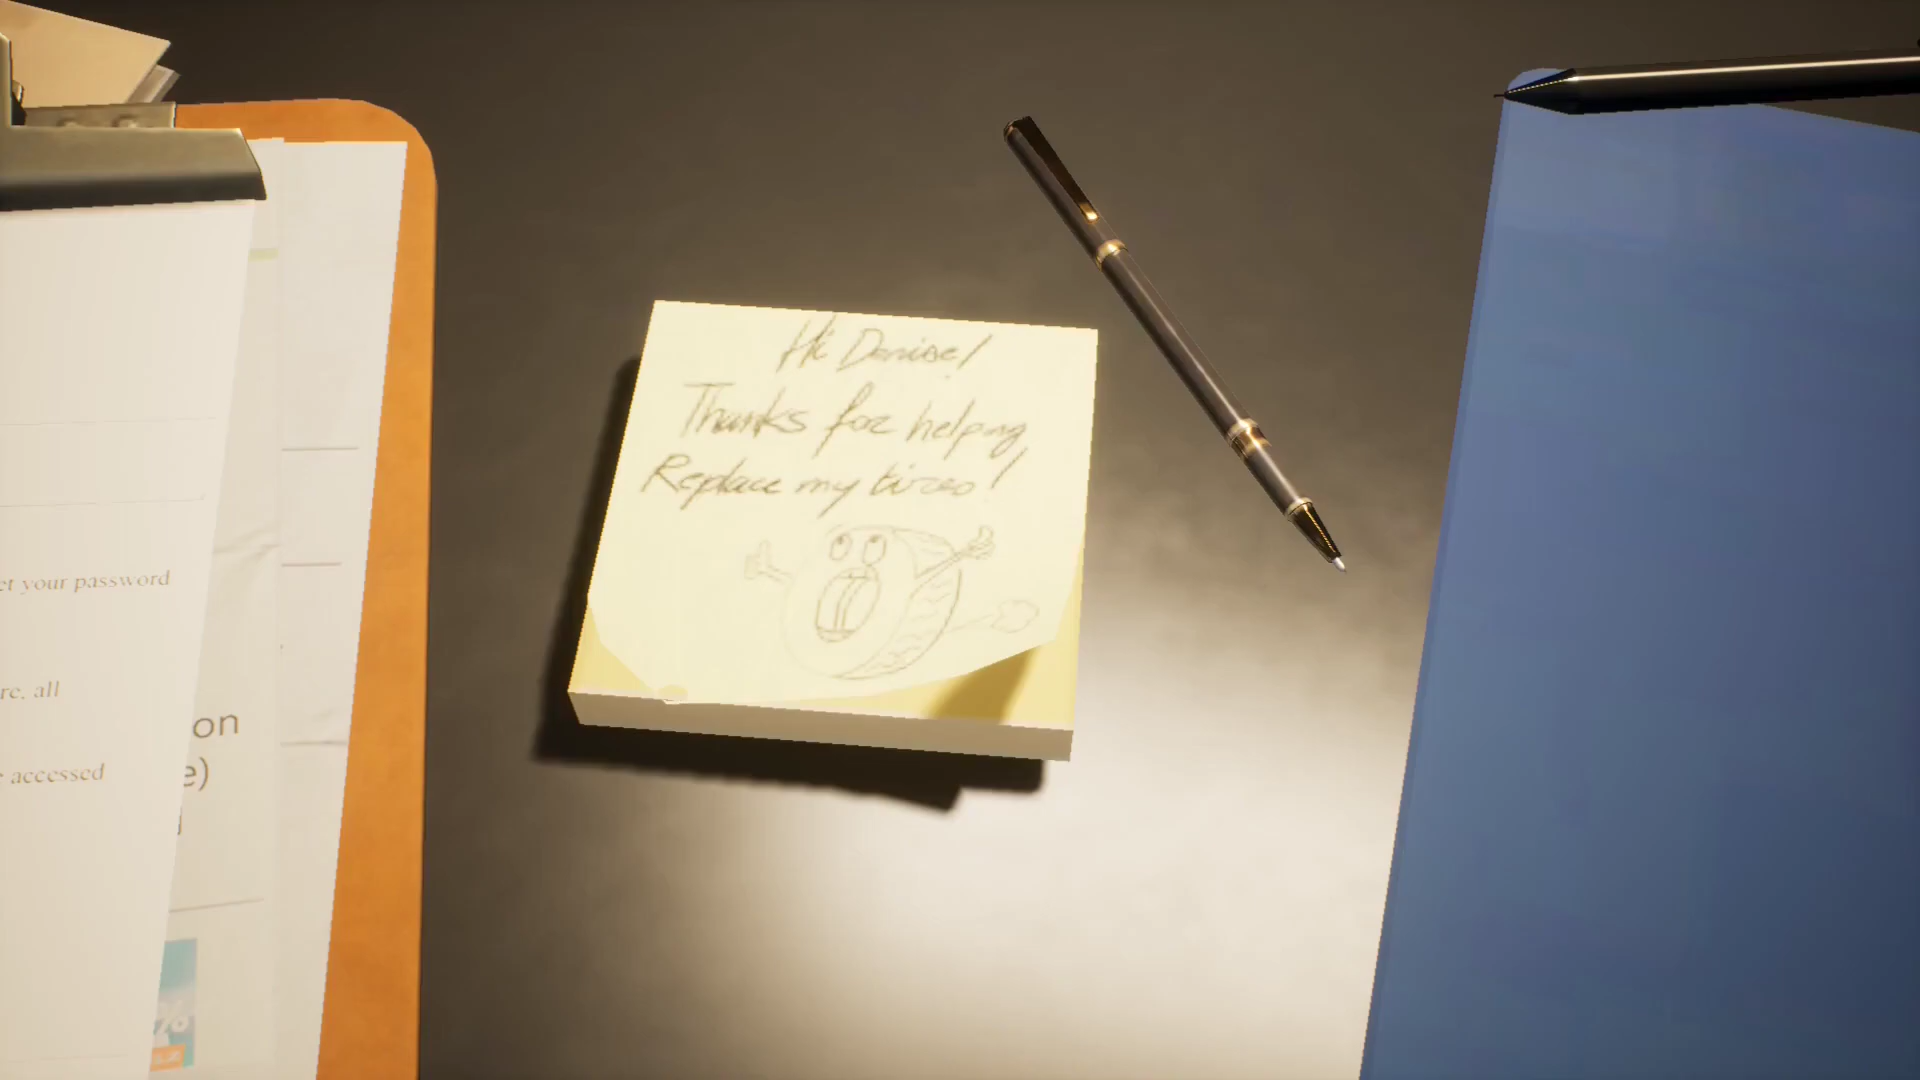 Hi Denise!
Thanks for helping
Replace my tires!
et your password
re, all
e accessed
on
e)
%